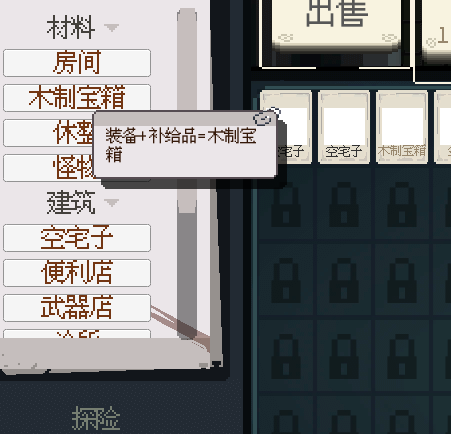 材料
房间
木制宝箱
休整
怪物
装备+补给品=木制宝
箱
建筑
空宅子
便利店
武器店
探险
出售
1
宅子
空宅子
木制宝箱